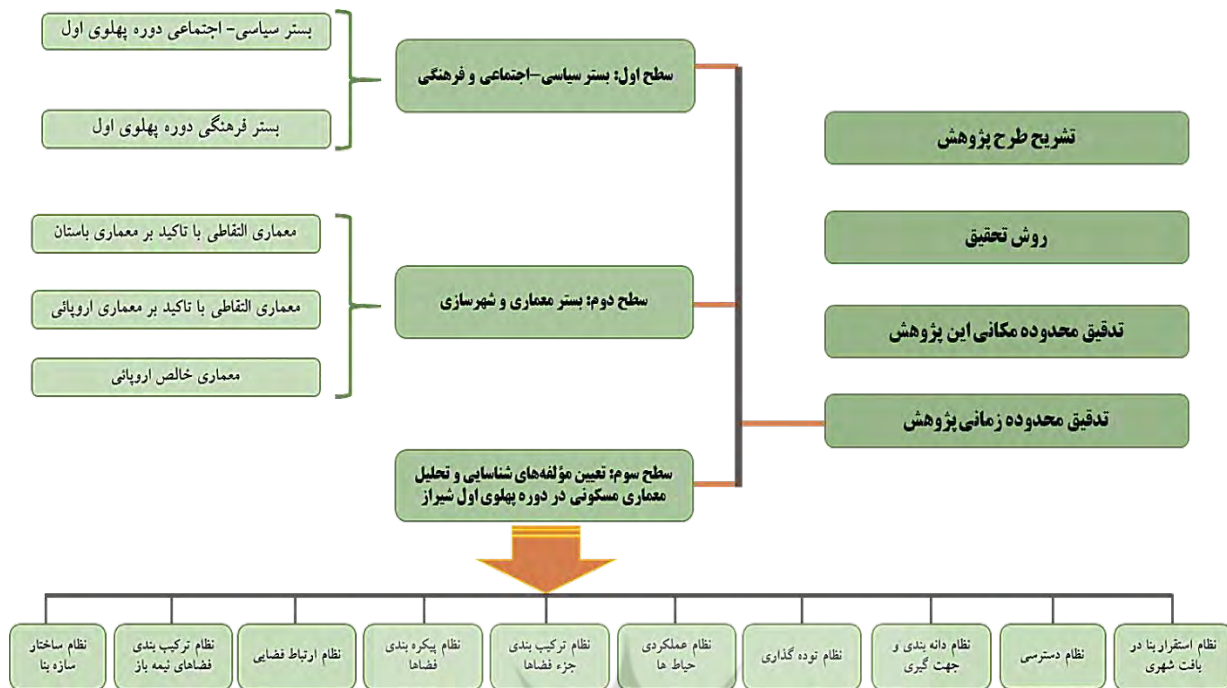 تشریح طرح پژوهش
روش تحقیق
تدقیق محدوده مکانی این پژوهش
تدقیق محدوده زمانی پژوهش
سطح اول: بستر سیاسی-اجتماعی و فرهنگی
بستر سیاسی- اجتماعی دوره پهلوی اول
بستر فرهنگی دوره پهلوی اول
سطح دوم: بستر معماری و شهرسازی
معماری التقاطی با تاکید بر معماری باستان
معماری التقاطی با تاکید بر معماری اروپائی
معماری خالص اروپائی
سطح سوم: تعیین مؤلفه‌های شناسایی و تحلیل
معماری مسکونی در دوره پهلوی اول شیراز
نظام استقرار بنا در
بافت شهری
نظام دسترسی
نظام دانه بندی و
جهت گیری
نظام توده گذاری
نظام عملکردی
حیاط ها
نظام ترکیب بندی
جزء فضاها
نظام پیکره بندی
فضاها
نظام ارتباط فضایی
نظام ترکیب بندی
فضاهای نیمه باز
نظام ساختار
سازه بنا